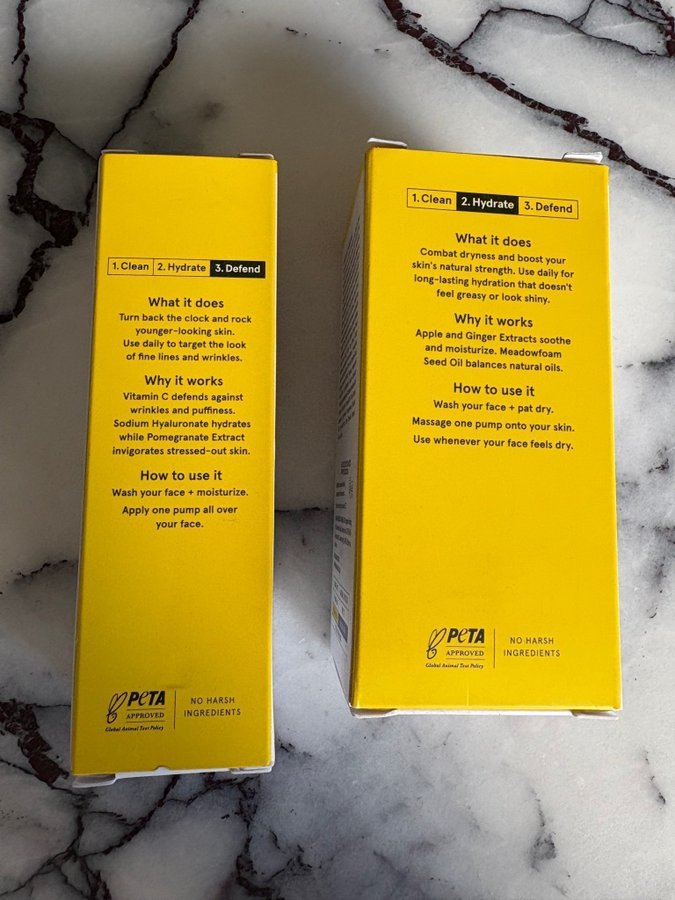 1. Clean 2. Hydrate 3. Defend
What it does
Turn back the clock and rock
younger-looking skin.
Use daily to target the look
of fine lines and wrinkles.
Why it works
Vitamin C defends against
wrinkles and puffiness.
Sodium Hyaluronate hydrates
while Pomegranate Extract
invigorates stressed-out skin.
How to use it
Wash your face + moisturize.
Apply one pump all over
your face.
PETA
APPROVED
Global Animal Test Policy
NO HARSH
INGREDIENTS
1. Clean 2. Hydrate 3. Defend
What it does
Combat dryness and boost your
skin's natural strength. Use daily for
long-lasting hydration that doesn't
feel greasy or look shiny.
Why it works
Apple and Ginger Extracts soothe
and moisturize. Meadowfoam
Seed Oil balances natural oils.
How to use it
Wash your face + pat dry.
Massage one pump onto your skin.
Use whenever your face feels dry.
PETA
APPROVED
Global Animal Test Policy
NO HARSH
INGREDIENTS